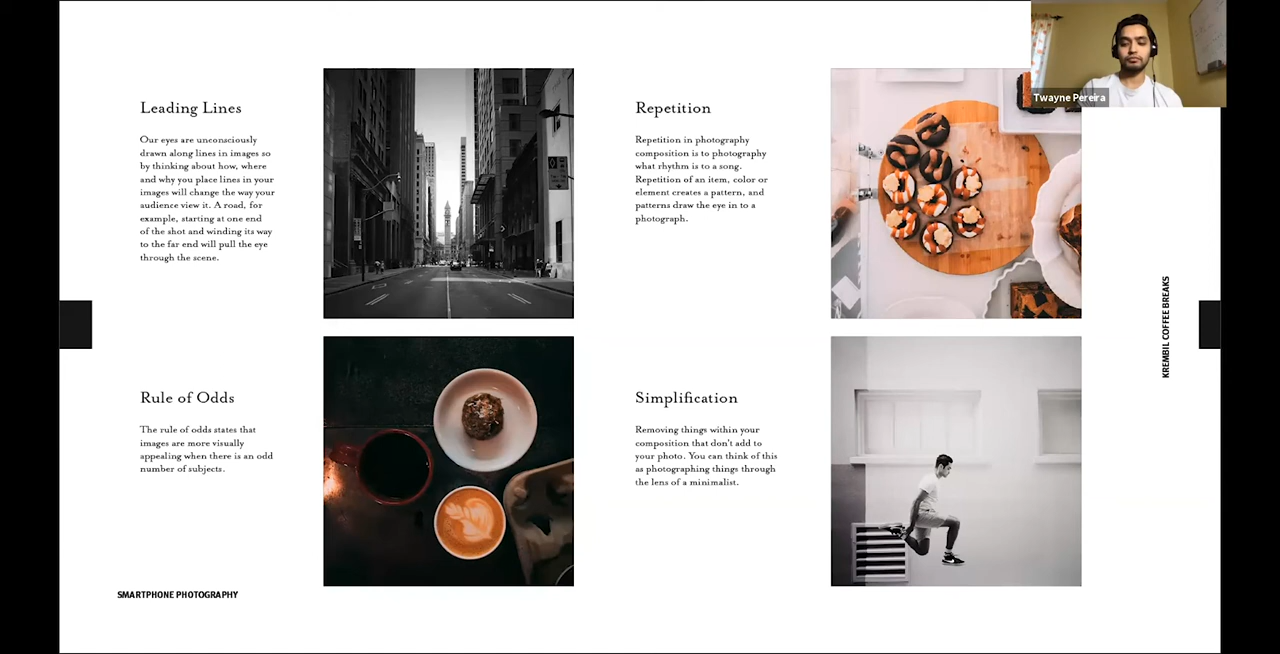 Twayne Pereira
Leading Lines
Our eyes are unconsciously
drawn along lines in images so
by thinking about how, where
and why you place lines in your
images will change the way your
audience view it. A road, for
example, starting at one end
of the shot and winding its way
to the far end will pull the eye
through the scene.
Repetition
Repetition in photography
composition is to photography
what rhythm is to a song.
Repetition of an item, color or
element creates a pattern, and
patterns draw the eye in to a
photograph.
Rule of Odds
The rule of odds states that
images are more visually
appealing when there is an odd
number of subjects.
Simplification
Removing things within your
composition that don't add to
your photo. You can think of this
as photographing things through
the lens of a minimalist.
KREMBIL COFFEE BREAKS
SMARTPHONE PHOTOGRAPHY